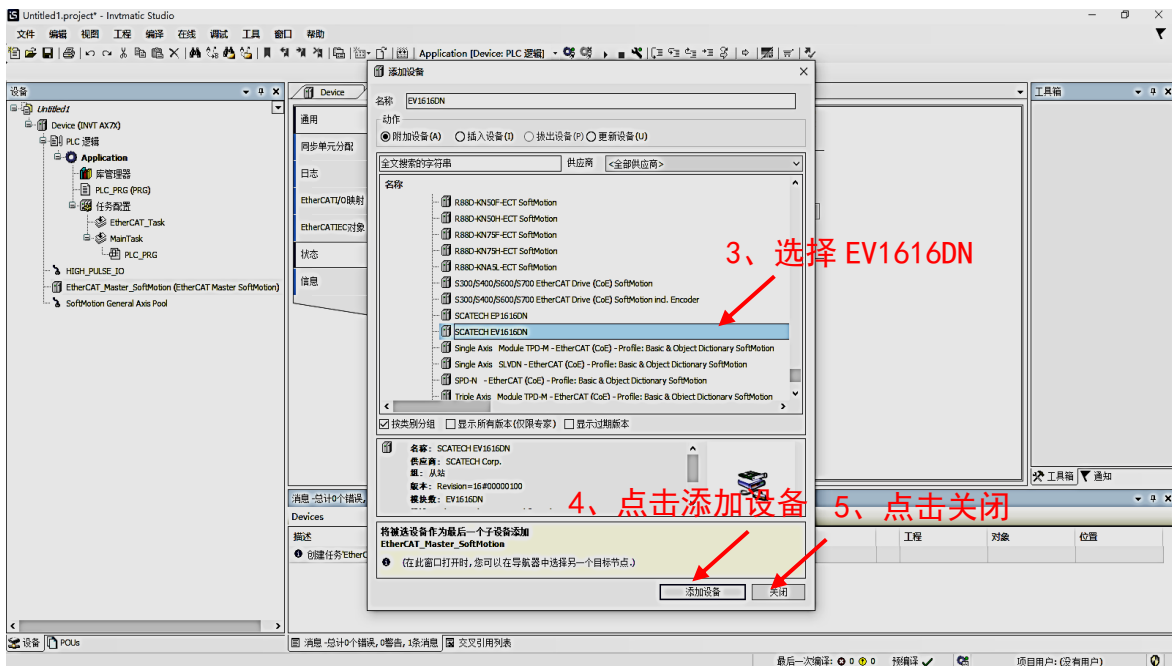 Untitled1.project* - Invtmatic Studio
文件 编辑 视图 工程 编译 在线 调试 工具 窗口 帮助
Application [Device: PLC 逻辑]
设备
Untitled1
Device (INVT AX7X)
PLC 逻辑
Application
库管理器
PLC_PRG (PRG)
任务配置
EtherCAT_Task
MainTask
PLC_PRG
HIGH_PULSE_IO
EtherCAT_Master_SoftMotion (EtherCAT Master SoftMotion)
SoftMotion General Axis Pool
设备 POUs
Device
通用
同步单元分配
日志
EtherCATI/O映射
EtherCATIEC对象
状态
信息
添加设备
名称 EV1616DN
动作
附加设备(A) 插入设备(I) 拔出设备(P) 更新设备(U)
全文搜索的字符串 供应商 <全部供应商>
名称
R88D-KN50F-ECT SoftMotion
R88D-KN50H-ECT SoftMotion
R88D-KN75F-ECT SoftMotion
R88D-KN75H-ECT SoftMotion
R88D-KNA5L-ECT SoftMotion
S300/S400/S600/S700 EtherCAT Drive (CoE) SoftMotion
S300/S400/S600/S700 EtherCAT Drive (CoE) SoftMotion incl. Encoder
SCATECH EP1616DN
SCATECH EV1616DN
Single Axis Module TPD-M - EtherCAT (CoE) - Profile: Basic & Object Dictionary SoftMotion
Single Axis SLVDN - EtherCAT (CoE) - Profile: Basic & Object Dictionary SoftMotion
SPD-N - EtherCAT (CoE) - Profile: Basic & Object Dictionary SoftMotion
Triple Axis Module TPD-M - EtherCAT (CoE) - Profile: Basic & Object Dictionary SoftMotion
3、选择 EV1616DN
按类别分组 显示所有版本(仅限专家) 显示过期版本
名称: SCATECH EV1616DN
供应商: SCATECH Corp.
组: 从站
版本: Revision=16#00000100
模块数: EV1616DN
4、点击添加设备 5、点击关闭
将被选设备作为最后一个子设备添加
EtherCAT_Master_SoftMotion
(在此窗口打开时,您可以在导航器中选择另一个目标节点.)
添加设备 关闭
工具箱
工具箱 通知
消息 -总计0个错误,
Devices
描述 工程 对象 位置
创建任务'EtherC
消息 -总计0个错误, 0警告, 1条消息 交叉引用列表
最后一次编译: 0 0 预编译 项目用户: (没有用户)